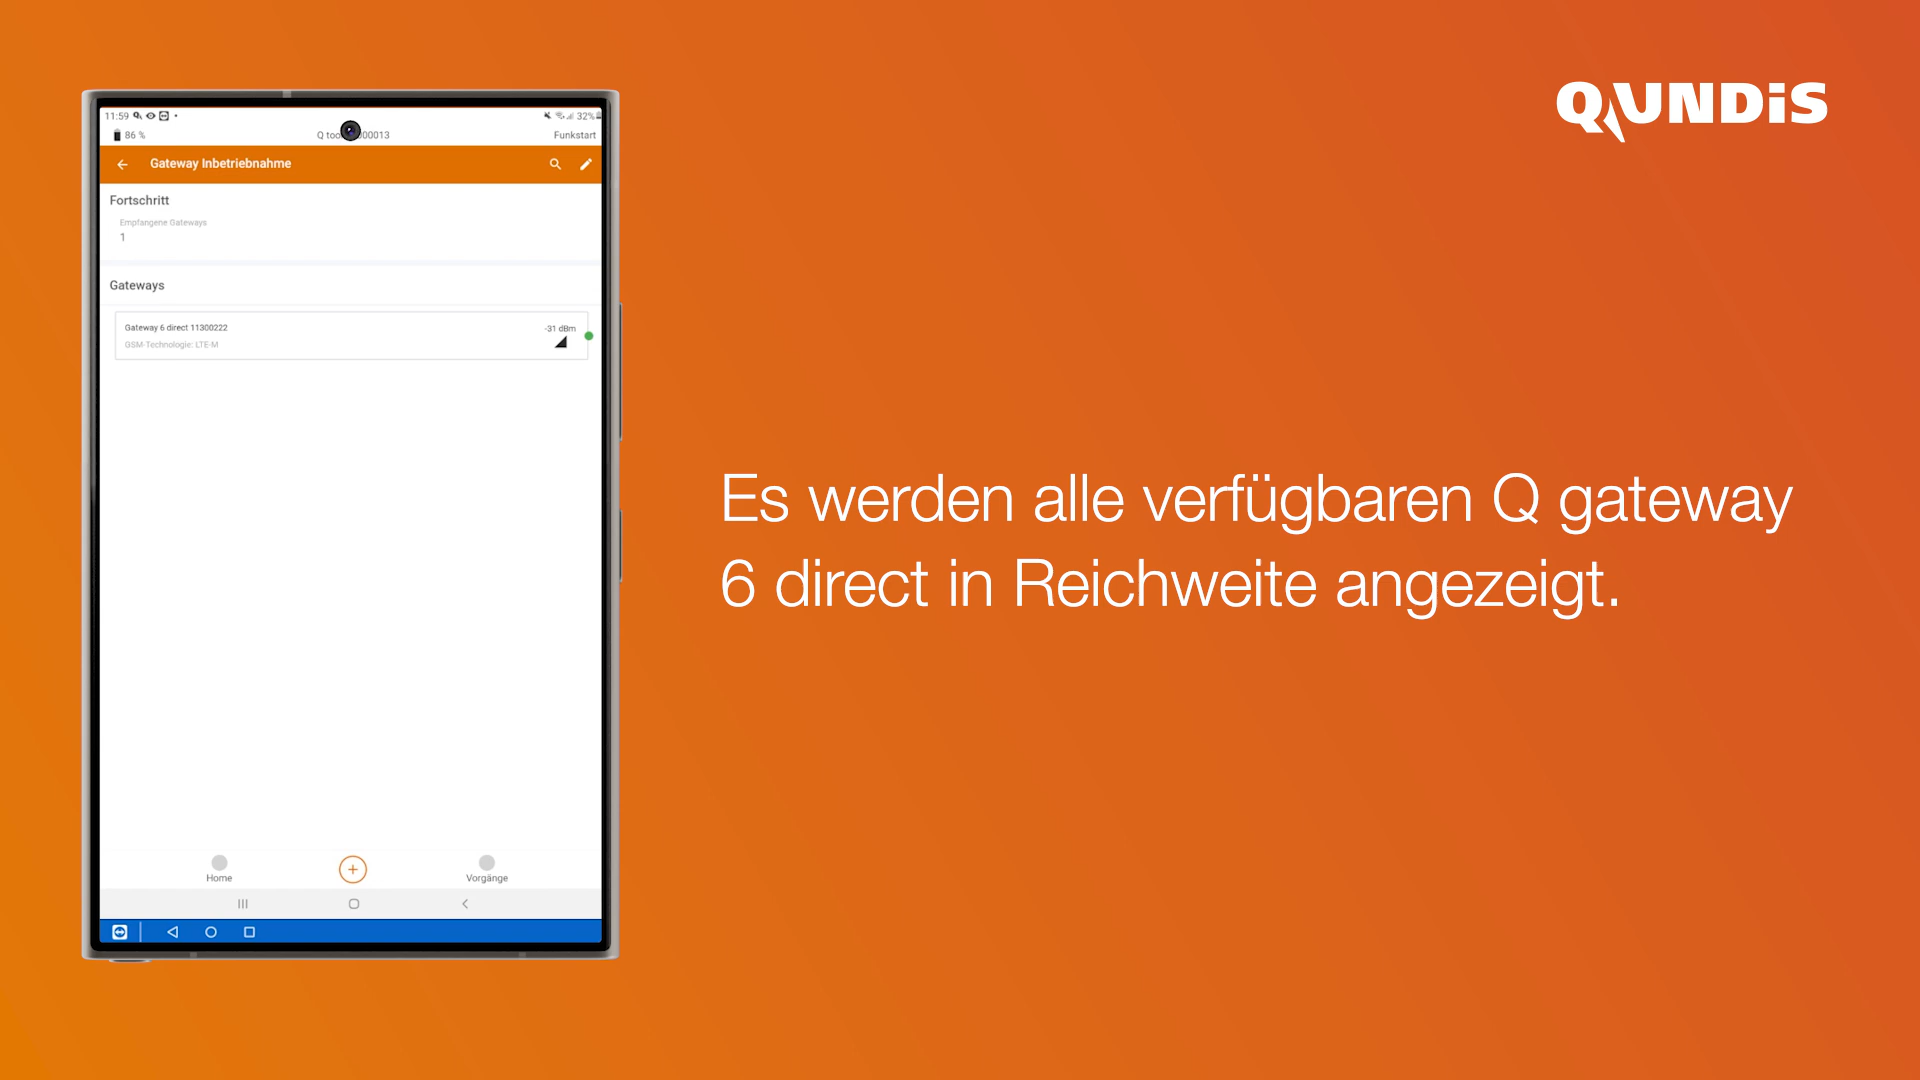 QUNDiS
11:59
32%
86 %
Funkstart
Gateway Inbetriebnahme
Fortschritt
Empfangene Gateways
1
Gateways
Gateway 6 direct 11300222
-31 dBm
GSM-Technologie: LTE-M
Home
Vorgänge
Es werden alle verfügbaren Q gateway
6 direct in Reichweite angezeigt.